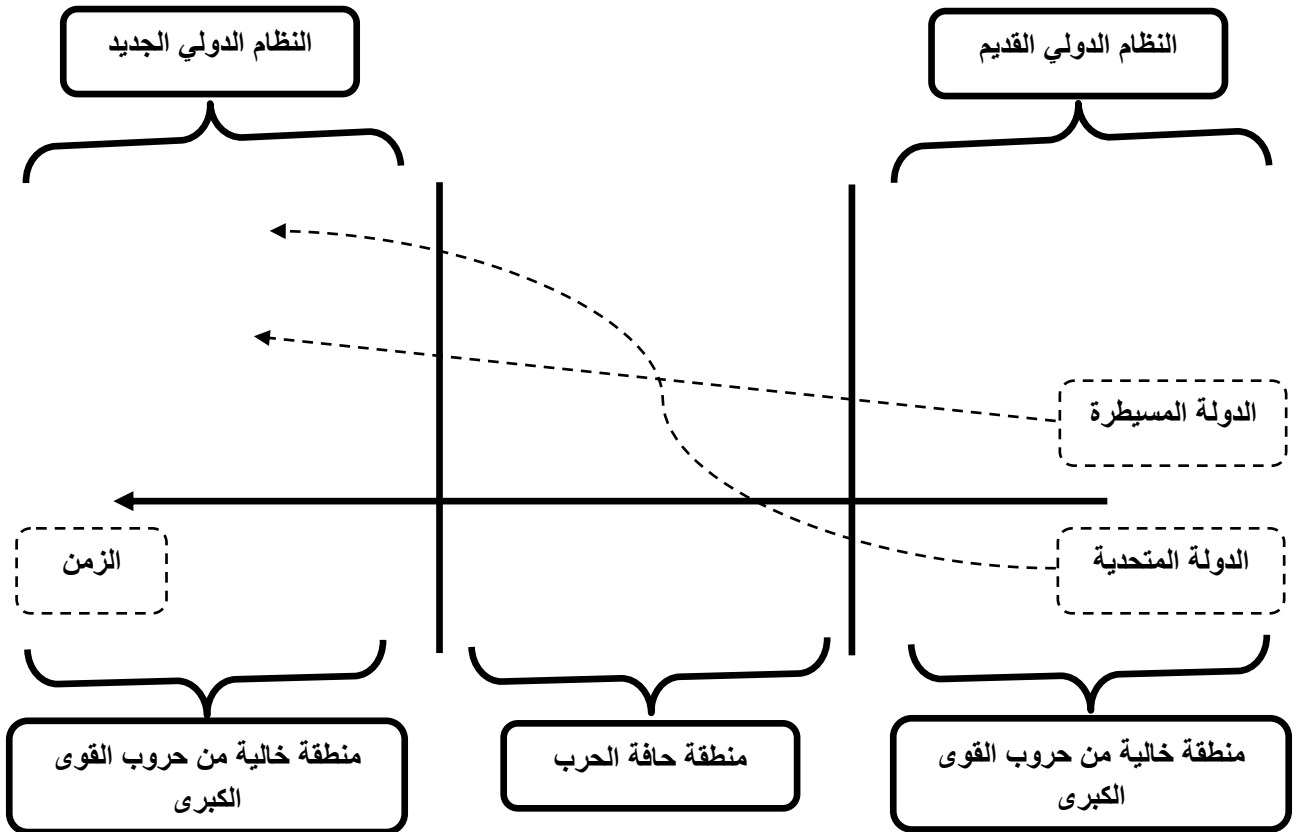 النظام الدولي القديم
النظام الدولي الجديد
الدولة المسيطرة
الدولة المتحدية
الزمن
منطقة خالية من حروب القوى
الكبرى
منطقة حافة الحرب
منطقة خالية من حروب القوى
الكبرى